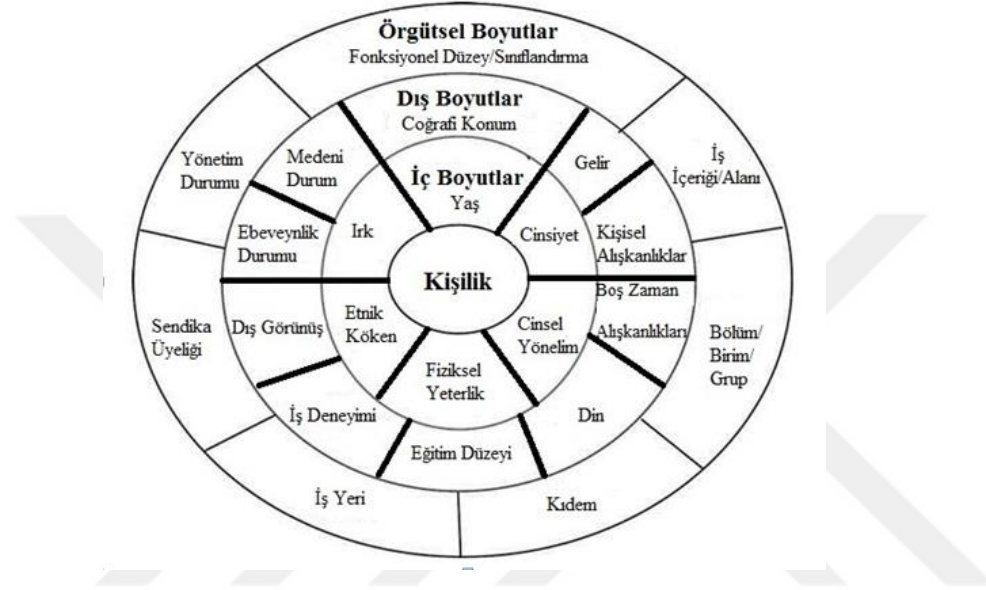 Örgütsel Boyutlar
Fonksiyonel Düzey/Sınıflandırma
Dış Boyutlar
Coğrafi Konum
İç Boyutlar
Yaş
Kişilik
Yönetim
Durumu
Medeni
Durum
Gelir
İş
İçeriği/Alanı
Ebeveynlik
Durumu
Irk
Cinsiyet
Kişisel
Alışkanlıklar
Boş Zaman
Alışkanlıkları
Sendika
Üyeliği
Dış Görünüş
Etnik
Köken
Cinsel
Yönelim
Bölüm/
Birim/
Grup
Fiziksel
Yeterlik
İş Deneyimi
Din
Eğitim Düzeyi
İş Yeri
Kıdem